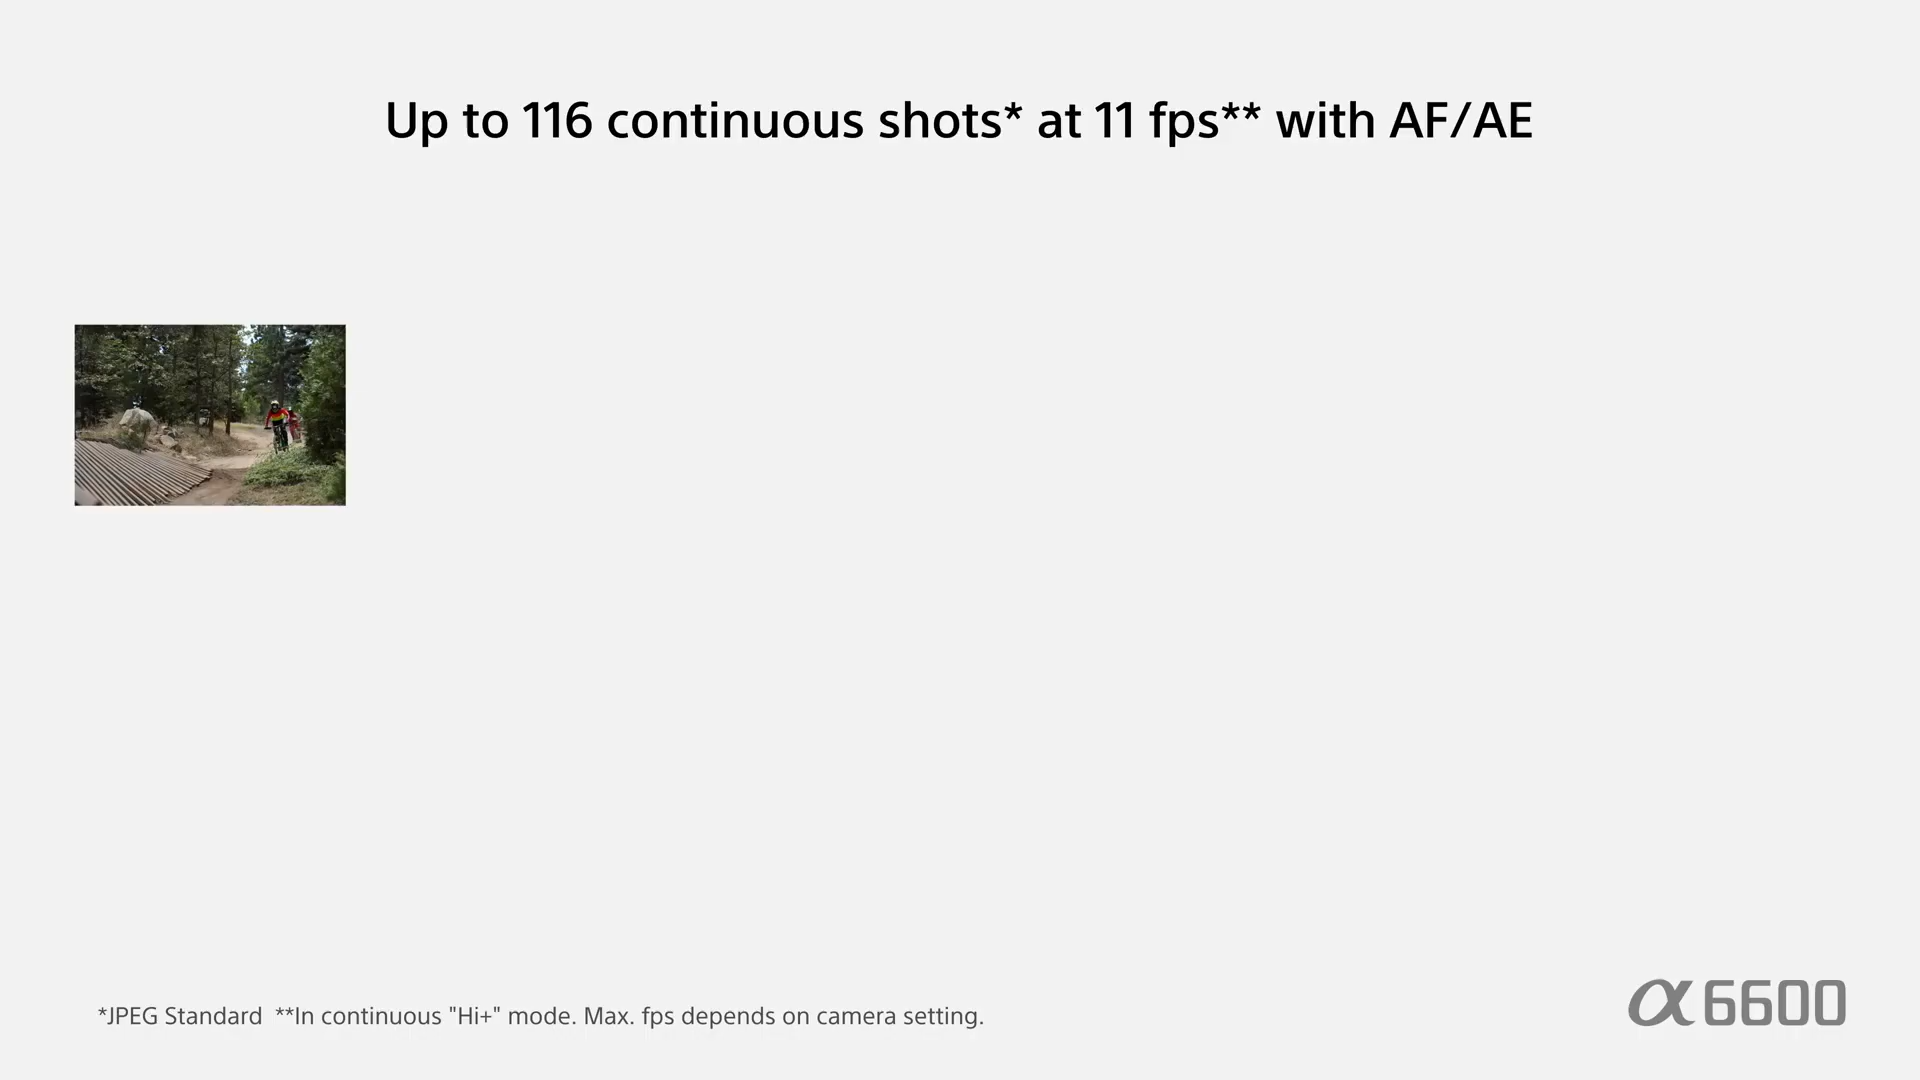 Up to 116 continuous shots* at 11 fps** with AF/AE
*JPEG Standard  **In continuous "Hi+" mode. Max. fps depends on camera setting.
α6600